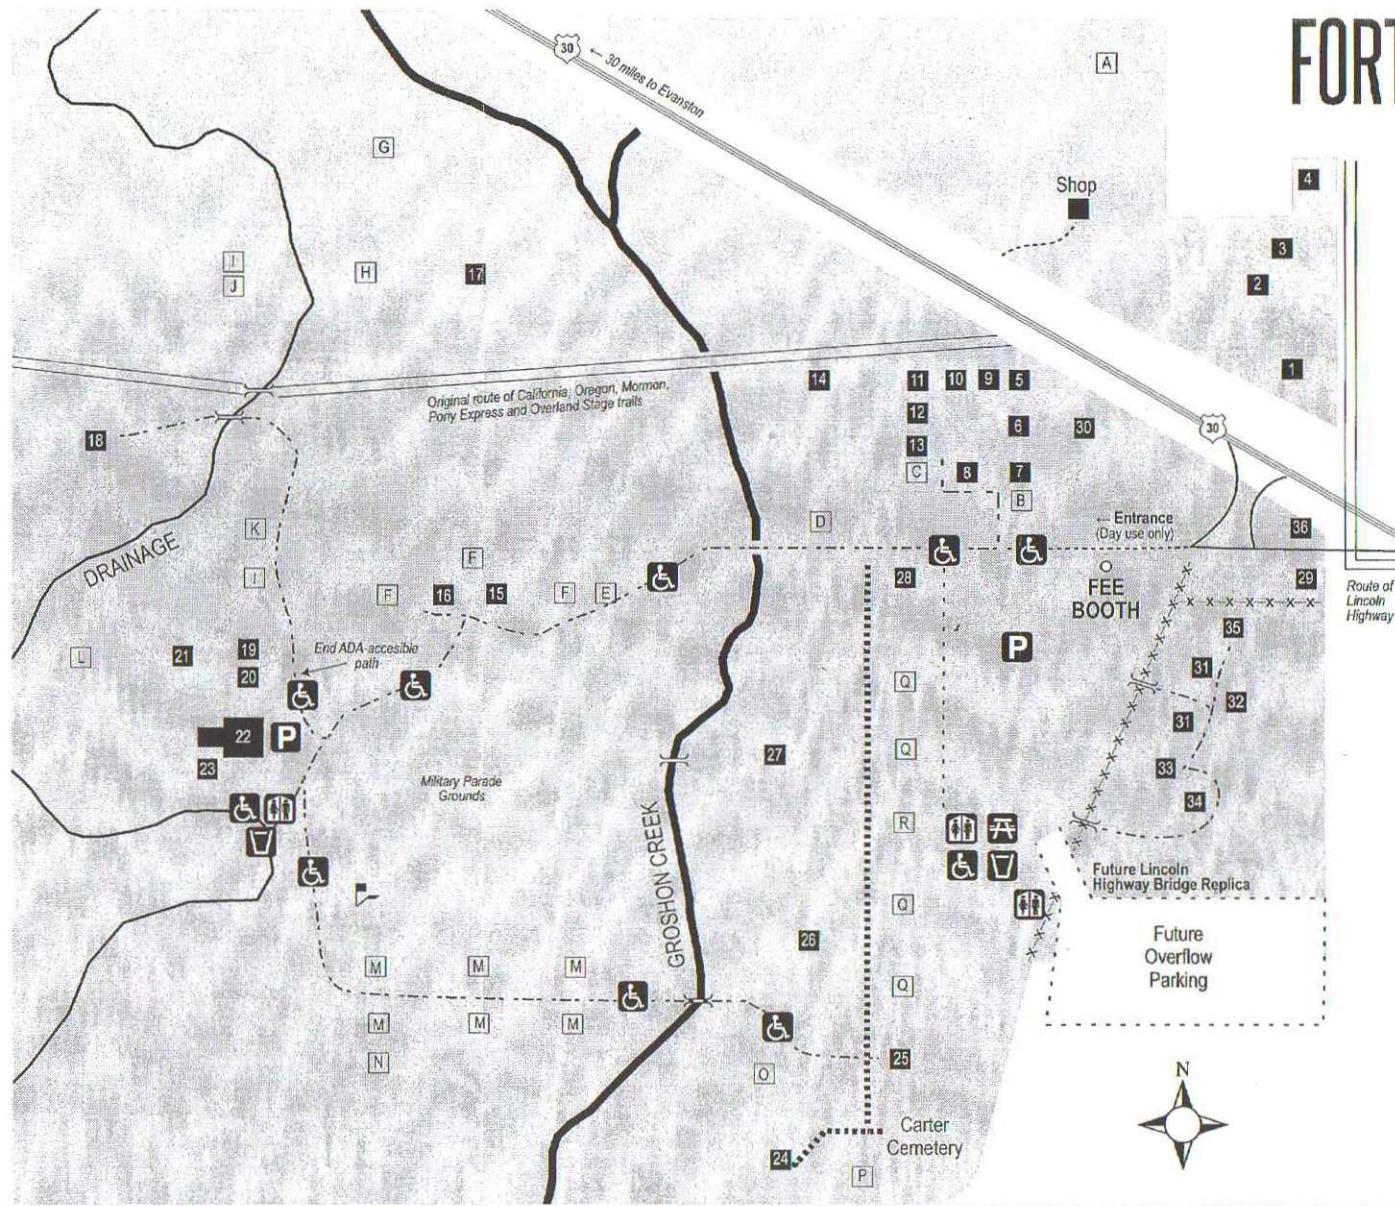 FORT
30
← 30 miles to Evanston
A
G
4
Shop
3
I
J
H
17
2
1
14
11
10
9
5
Original route of California, Oregon, Mormon,
Pony Express and Overland Stage trails
12
6
30
30
18
13
C
8
7
B
K
D
← Entrance
(Day use only)
36
DRAINAGE
F
I
28
FEE
BOOTH
29
F
16
15
F
E
Route of
Lincoln
Highway
35
End ADA-accesible
path
19
L
21
20
P
31
Q
32
31
22
P
Q
23
27
33
Military Parade
Grounds
34
R
GROSHON CREEK
Future Lincoln
Highway Bridge Replica
Q
26
Future
Overflow
Parking
M
M
M
Q
M
M
M
N
25
O
N
Carter
Cemetery
24
P